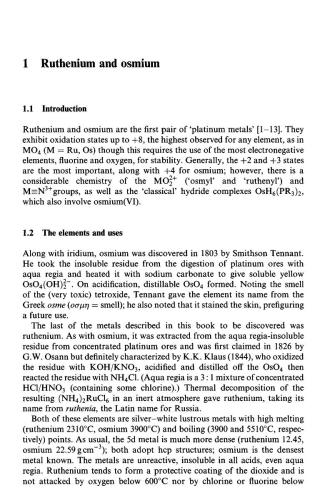 1 Ruthenium and osmium
1.1 Introduction
Ruthenium and osmium are the first pair of 'platinum metals' [1–13]. They
exhibit oxidation states up to +8, the highest observed for any element, as in
MO₄ (M = Ru, Os) though this requires the use of the most electronegative
elements, fluorine and oxygen, for stability. Generally, the +2 and +3 states
are the most important, along with +4 for osmium; however, there is a
considerable chemistry of the MO₂²⁺ ('osmyl' and 'ruthenyl') and
M≡N³⁺groups, as well as the 'classical' hydride complexes OsH₆(PR₃)₂,
which also involve osmium(VI).
1.2 The elements and uses
Along with iridium, osmium was discovered in 1803 by Smithson Tennant.
He took the insoluble residue from the digestion of platinum ores with
aqua regia and heated it with sodium carbonate to give soluble yellow
OsO₄(OH)₂²⁻. On acidification, distillable OsO₄ formed. Noting the smell
of the (very toxic) tetroxide, Tennant gave the element its name from the
Greek osme (οσμη = smell); he also noted that it stained the skin, prefiguring
a future use.
The last of the metals described in this book to be discovered was
ruthenium. As with osmium, it was extracted from the aqua regia-insoluble
residue from concentrated platinum ores and was first claimed in 1826 by
G.W. Osann but definitely characterized by K.K. Klaus (1844), who oxidized
the residue with KOH/KNO₃, acidified and distilled off the OsO₄ then
reacted the residue with NH₄Cl. (Aqua regia is a 3 : 1 mixture of concentrated
HCl/HNO₃ (containing some chlorine).) Thermal decomposition of the
resulting (NH₄)₂RuCl₆ in an inert atmosphere gave ruthenium, taking its
name from ruthenia, the Latin name for Russia.
Both of these elements are silver–white lustrous metals with high melting
(ruthenium 2310°C, osmium 3900°C) and boiling (3900 and 5510°C, respec-
tively) points. As usual, the 5d metal is much more dense (ruthenium 12.45,
osmium 22.59 g cm⁻³); both adopt hcp structures; osmium is the densest
metal known. The metals are unreactive, insoluble in all acids, even aqua
regia. Ruthenium tends to form a protective coating of the dioxide and is
not attacked by oxygen below 600°C nor by chlorine or fluorine below